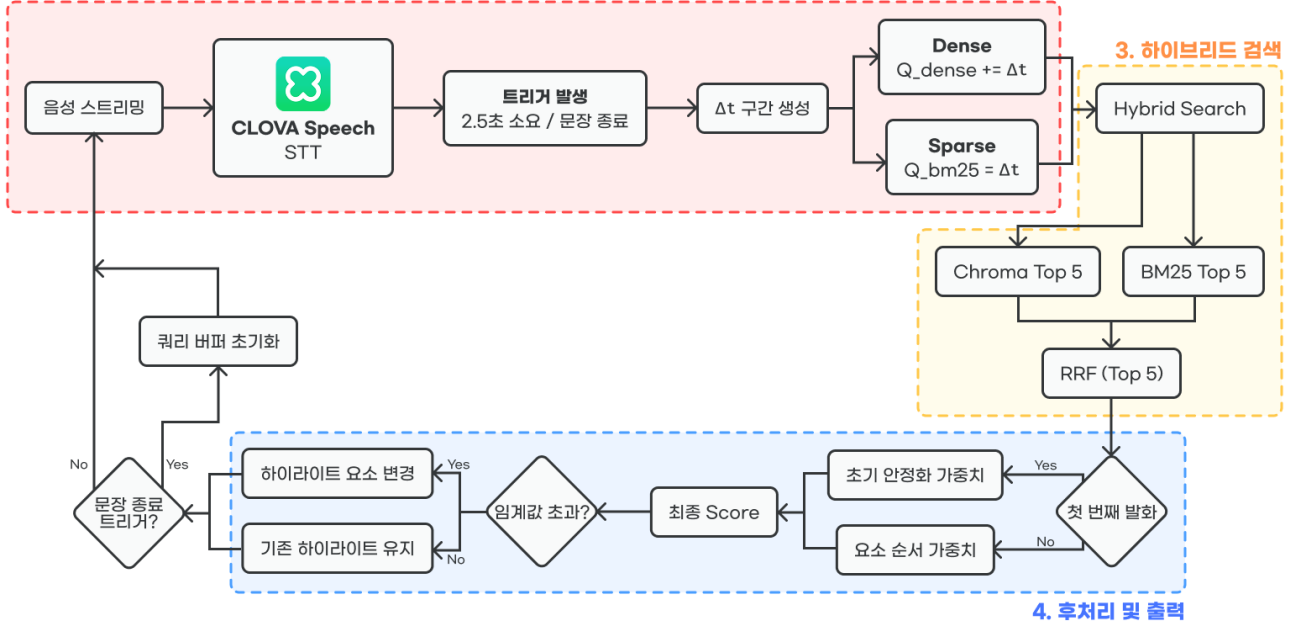 음성 스트리밍
CLOVA Speech
STT
트리거 발생
2.5초 소요 / 문장 종료
Δt 구간 생성
Dense
Q_dense += Δt
Sparse
Q_bm25 = Δt
3. 하이브리드 검색
Hybrid Search
Chroma Top 5
BM25 Top 5
RRF (Top 5)
첫 번째 발화
Yes
No
초기 안정화 가중치
요소 순서 가중치
최종 Score
임계값 초과?
Yes
No
하이라이트 요소 변경
기존 하이라이트 유지
문장 종료
트리거?
No
Yes
쿼리 버퍼 초기화
4. 후처리 및 출력